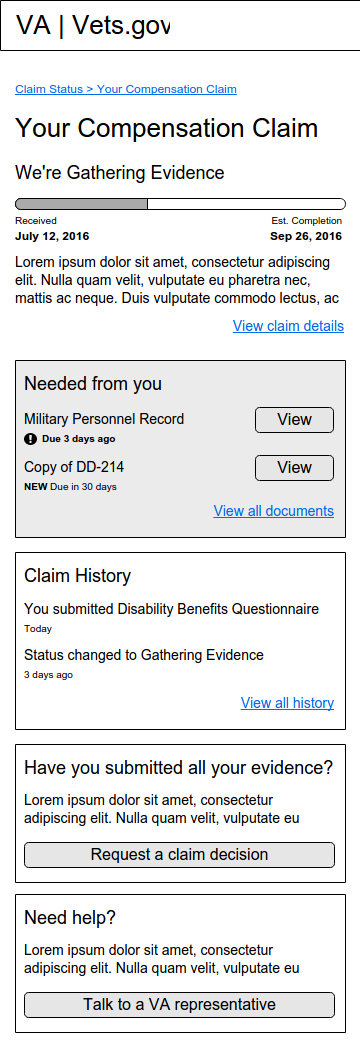 VA | Vets.gov
Claim Status > Your Compensation Claim
Your Compensation Claim
We're Gathering Evidence
Received
Est. Completion
July 12, 2016
Sep 26, 2016
Lorem ipsum dolor sit amet, consectetur adipiscing
elit. Nulla quam velit, vulputate eu pharetra nec,
mattis ac neque. Duis vulputate commodo lectus, ac
View claim details
Needed from you
Military Personnel Record
View
! Due 3 days ago
Copy of DD-214
View
NEW Due in 30 days
View all documents
Claim History
You submitted Disability Benefits Questionnaire
Today
Status changed to Gathering Evidence
3 days ago
View all history
Have you submitted all your evidence?
Lorem ipsum dolor sit amet, consectetur
adipiscing elit. Nulla quam velit, vulputate eu
Request a claim decision
Need help?
Lorem ipsum dolor sit amet, consectetur
adipiscing elit. Nulla quam velit, vulputate eu
Talk to a VA representative